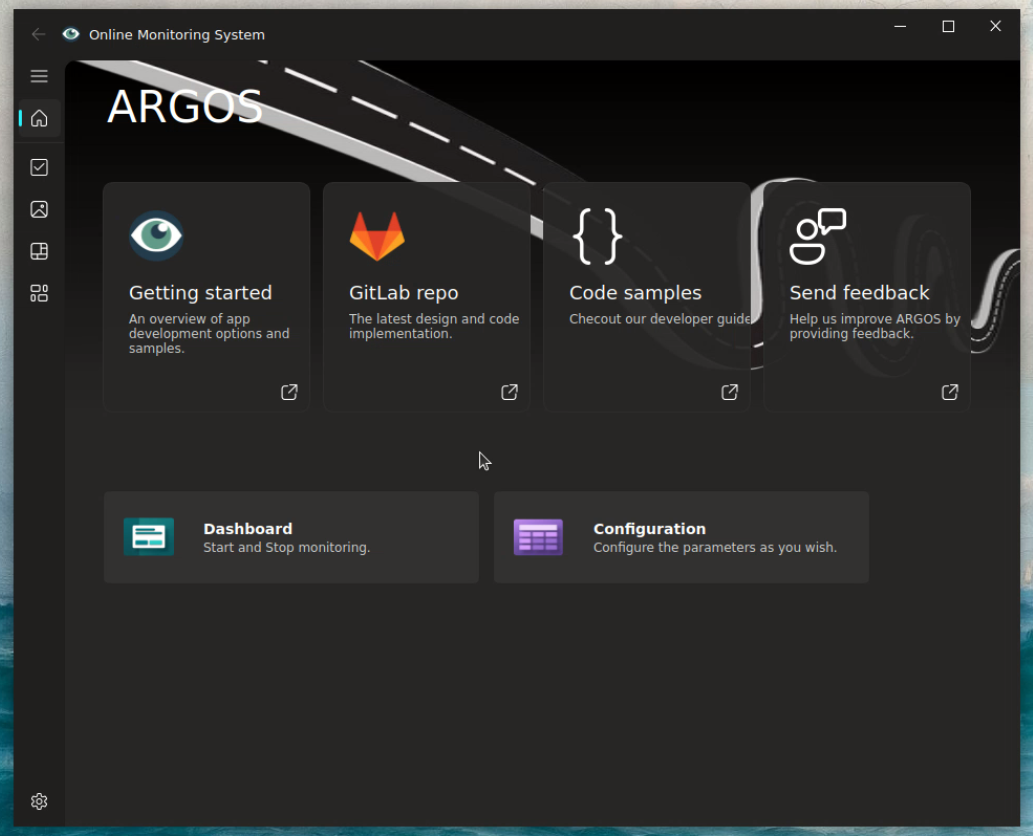 Online Monitoring System
ARGOS
Getting started
An overview of app
development options and
samples.
GitLab repo
The latest design and code
implementation.
Code samples
Checout our developer guide
Send feedback
Help us improve ARGOS by
providing feedback.
Dashboard
Start and Stop monitoring.
Configuration
Configure the parameters as you wish.